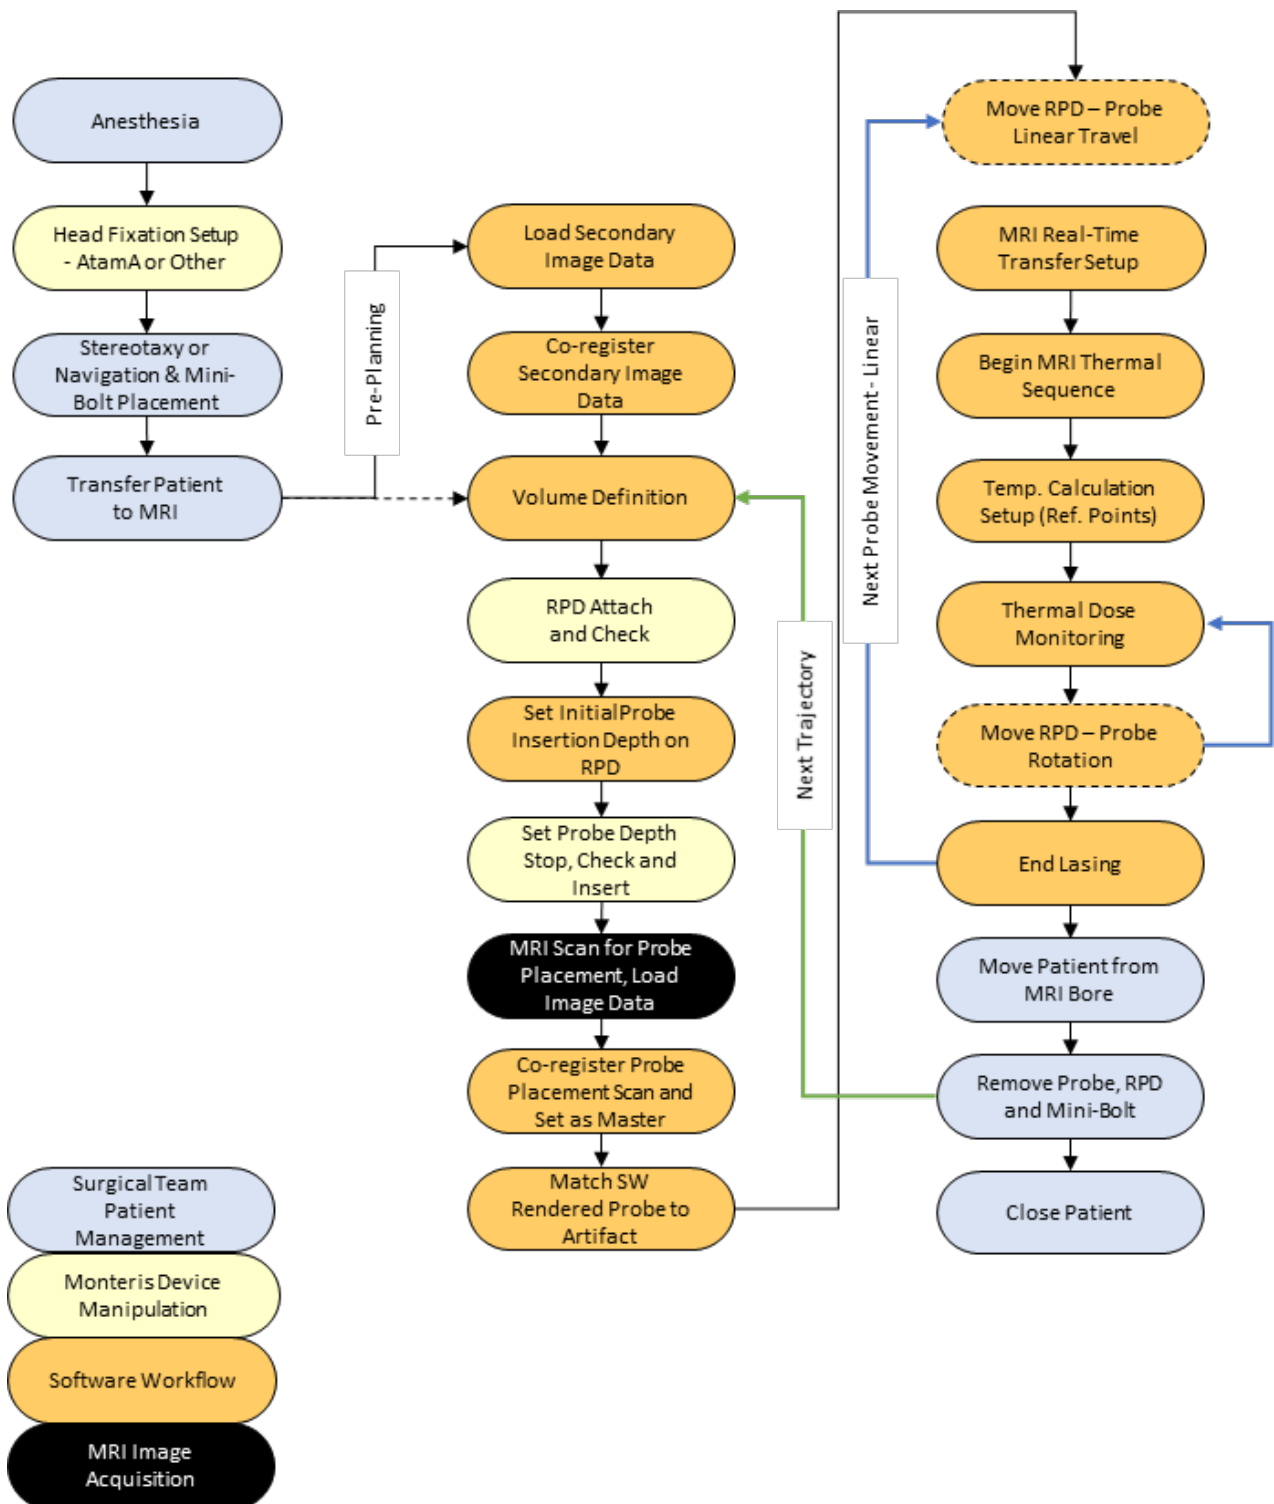 Anesthesia
Head Fixation Setup
- AtamA or Other
Stereotaxy or
Navigation & Mini-
Bolt Placement
Transfer Patient
to MRI
Pre-Planning
Load Secondary
Image Data
Co-register
Secondary Image
Data
Volume Definition
RPD Attach
and Check
Set Initial Probe
Insertion Depth on
RPD
Set Probe Depth
Stop, Check and
Insert
MRI Scan for Probe
Placement, Load
Image Data
Co-register Probe
Placement Scan and
Set as Master
Match SW
Rendered Probe to
Artifact
Next Trajectory
Next Probe Movement - Linear
Move RPD – Probe
Linear Travel
MRI Real-Time
Transfer Setup
Begin MRI Thermal
Sequence
Temp. Calculation
Setup (Ref. Points)
Thermal Dose
Monitoring
Move RPD – Probe
Rotation
End Lasing
Move Patient from
MRI Bore
Remove Probe, RPD
and Mini-Bolt
Close Patient
Surgical Team
Patient
Management
Monteris Device
Manipulation
Software Workflow
MRI Image
Acquisition